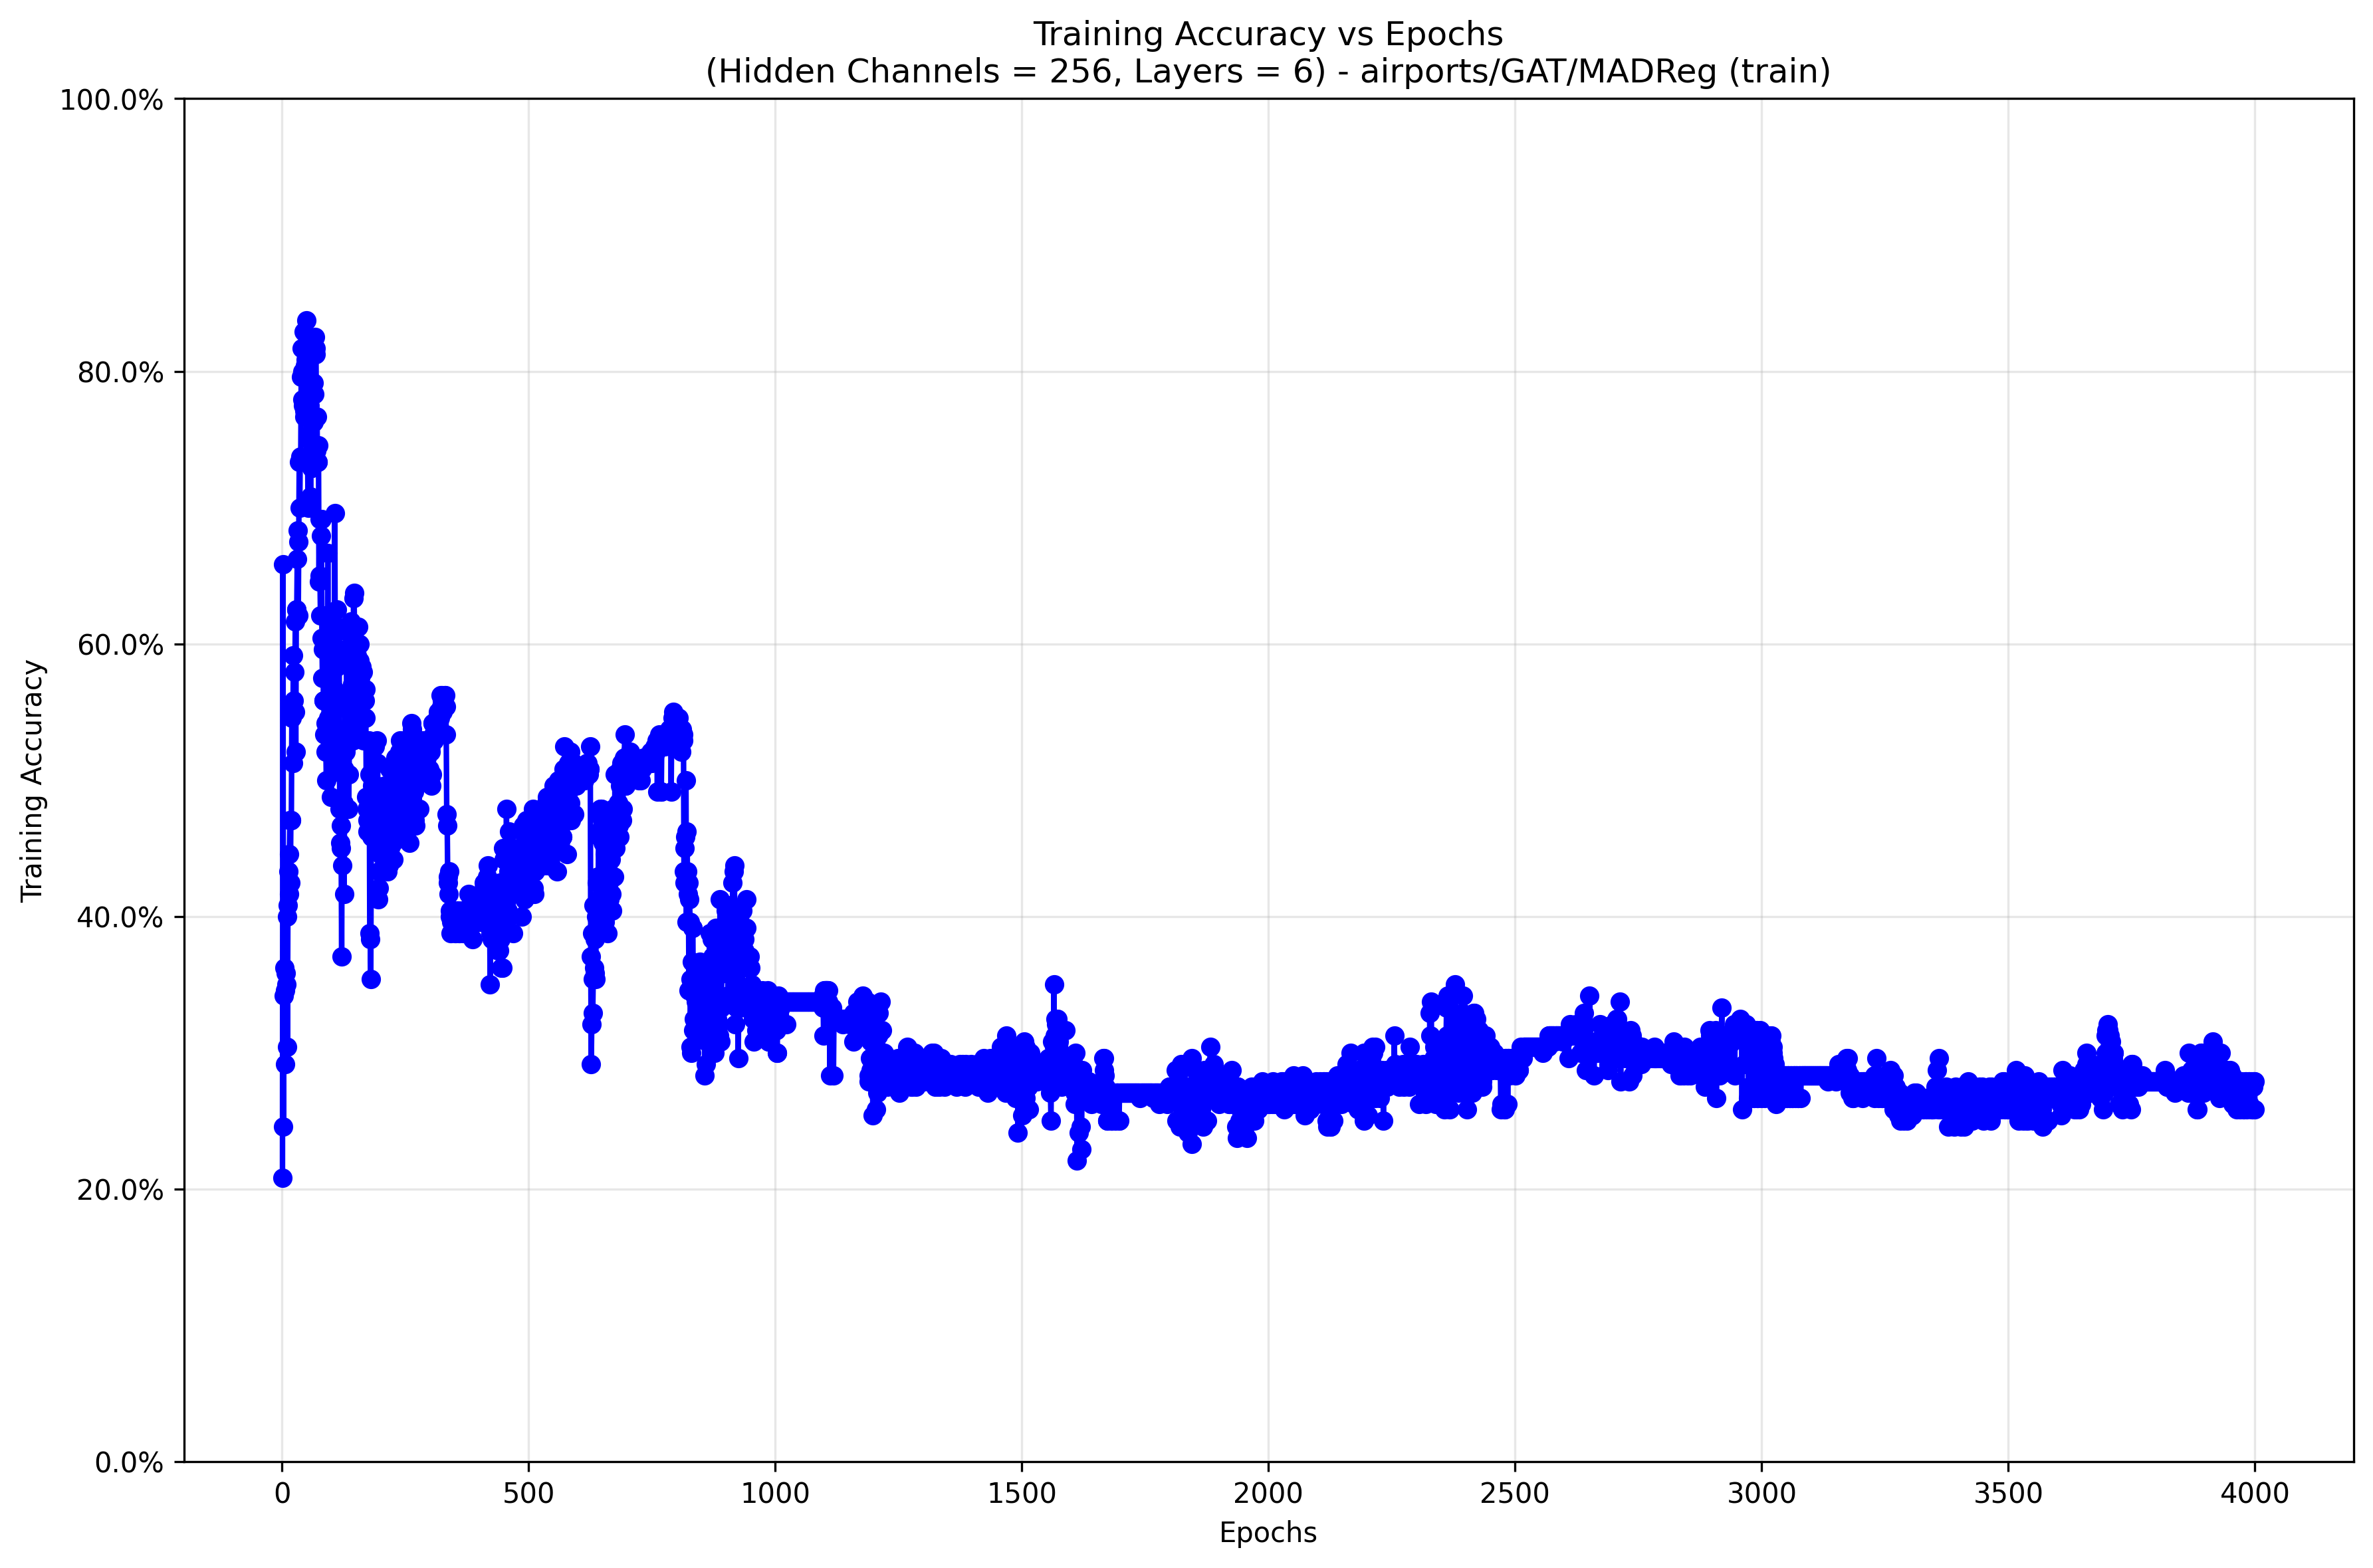 Training Accuracy vs Epochs
(Hidden Channels = 256, Layers = 6) - airports/GAT/MADReg (train)
100.0%
80.0%
60.0%
40.0%
20.0%
0.0%
Training Accuracy
0 500 1000 1500 2000 2500 3000 3500 4000
Epochs